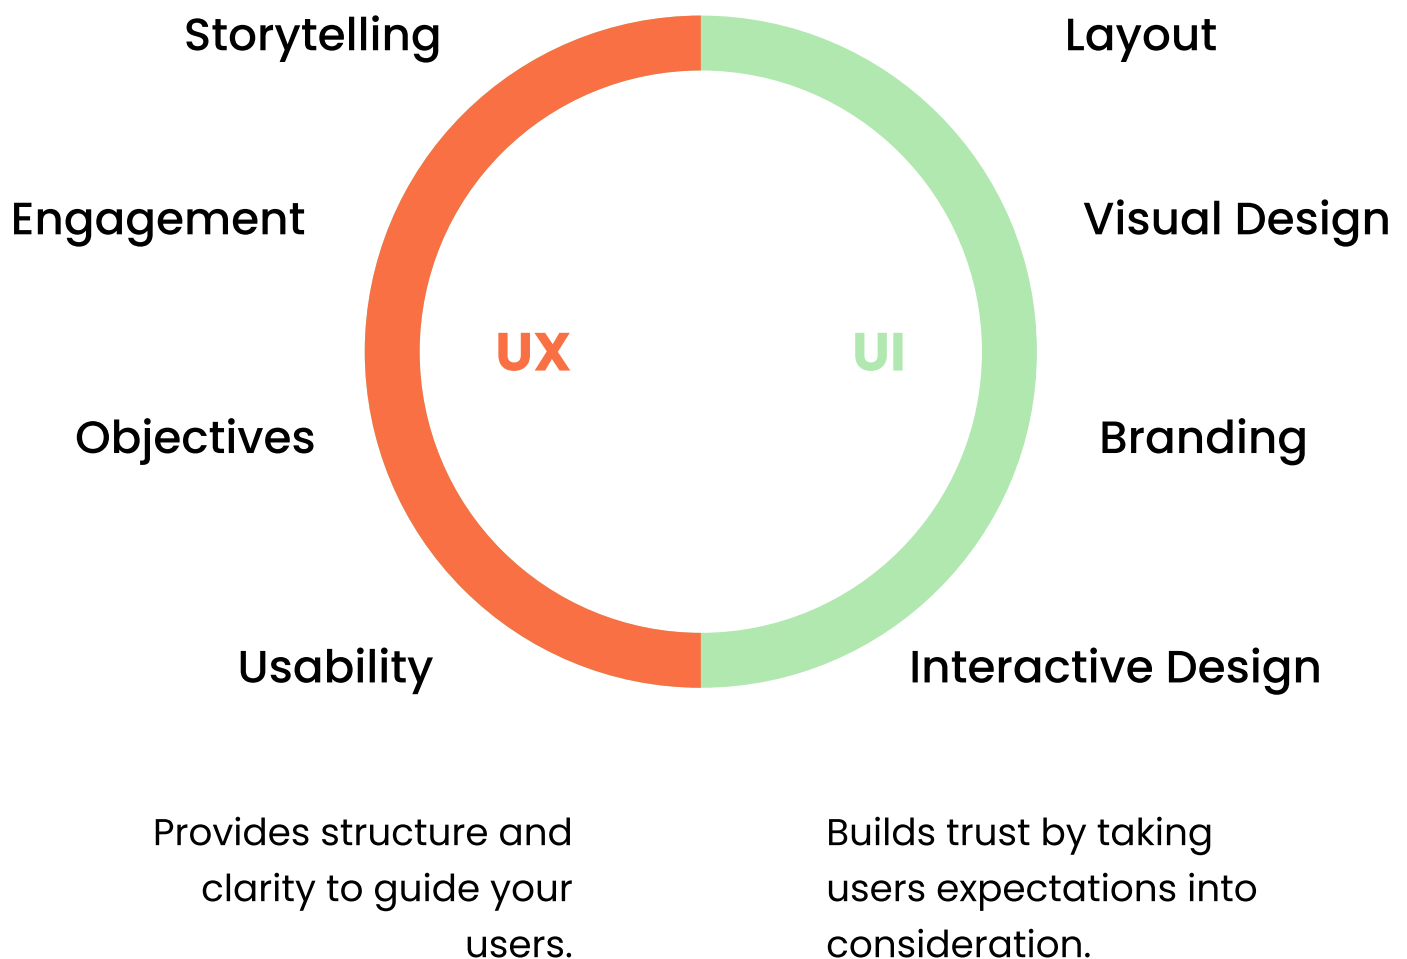 Storytelling
Layout
Engagement
Visual Design
UX
UI
Objectives
Branding
Usability
Interactive Design
Provides structure and
clarity to guide your
users.
Builds trust by taking
users expectations into
consideration.